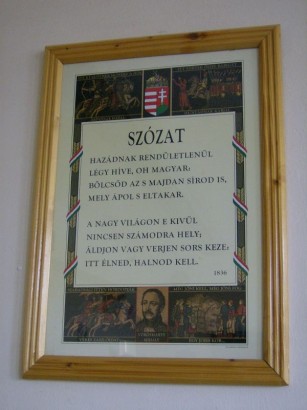 SZÓZAT
HAZÁDNAK RENDÜLETLENÜL
LÉGY HÍVE, OH MAGYAR;
BÖLCSŐD AZ S MAJDAN SÍROD IS,
MELY ÁPOL S ELTAKAR.
A NAGY VILÁGON E KIVÜL
NINCSEN SZÁMODRA HELY;
ÁLDJON VAGY VERJEN SORS KEZE:
ITT ÉLNED, HALNOD KELL.
1836